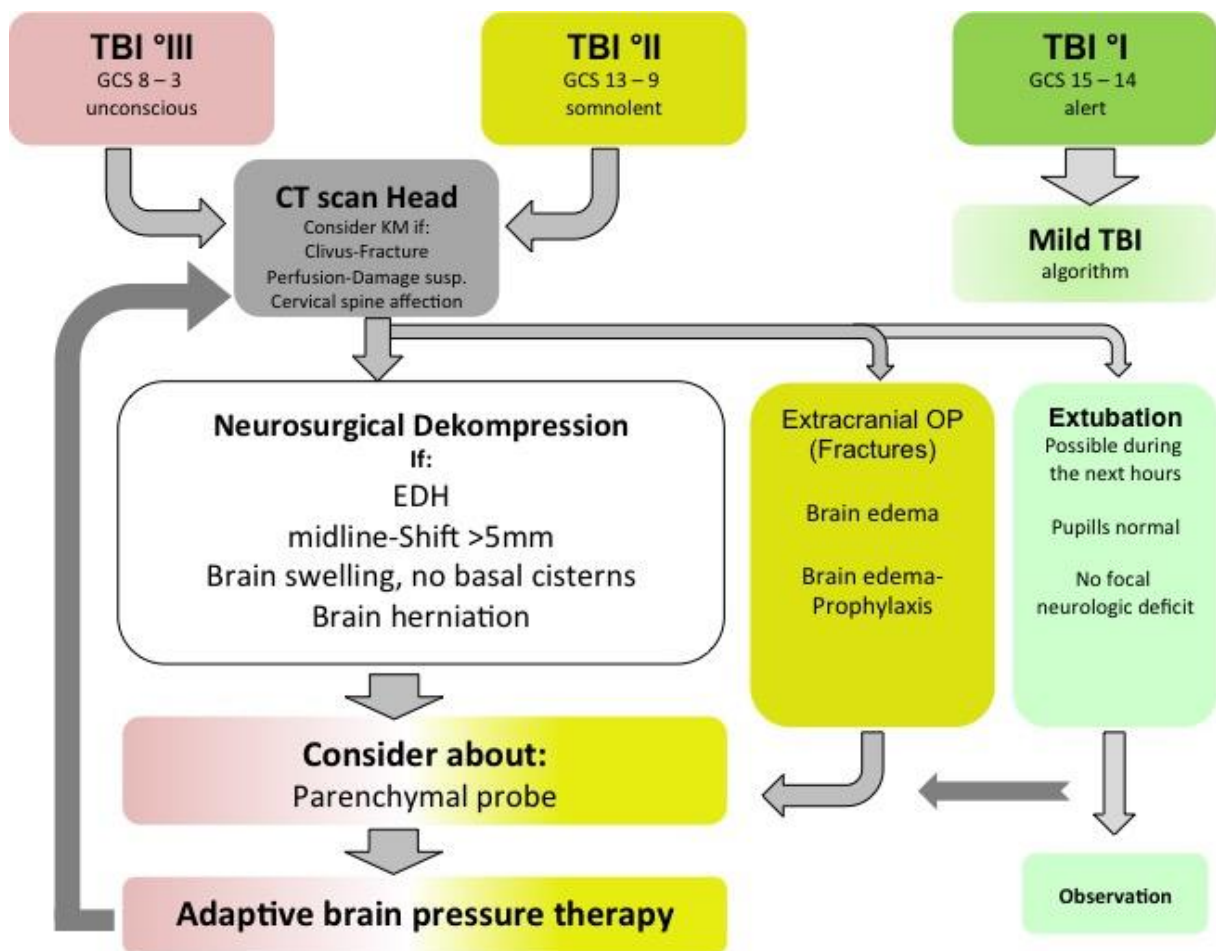 TBI °III
GCS 8 – 3
unconscious
TBI °II
GCS 13 – 9
somnolent
TBI °I
GCS 15 – 14
alert
CT scan Head
Consider KM if:
Clivus-Fracture
Perfusion-Damage susp.
Cervical spine affection
Mild TBI
algorithm
Neurosurgical Dekompression
If:
EDH
midline-Shift >5mm
Brain swelling, no basal cisterns
Brain herniation
Extracranial OP
(Fractures)
Brain edema
Brain edema-
Prophylaxis
Extubation
Possible during
the next hours
Pupills normal
No focal
neurologic deficit
Consider about:
Parenchymal probe
Adaptive brain pressure therapy
Observation